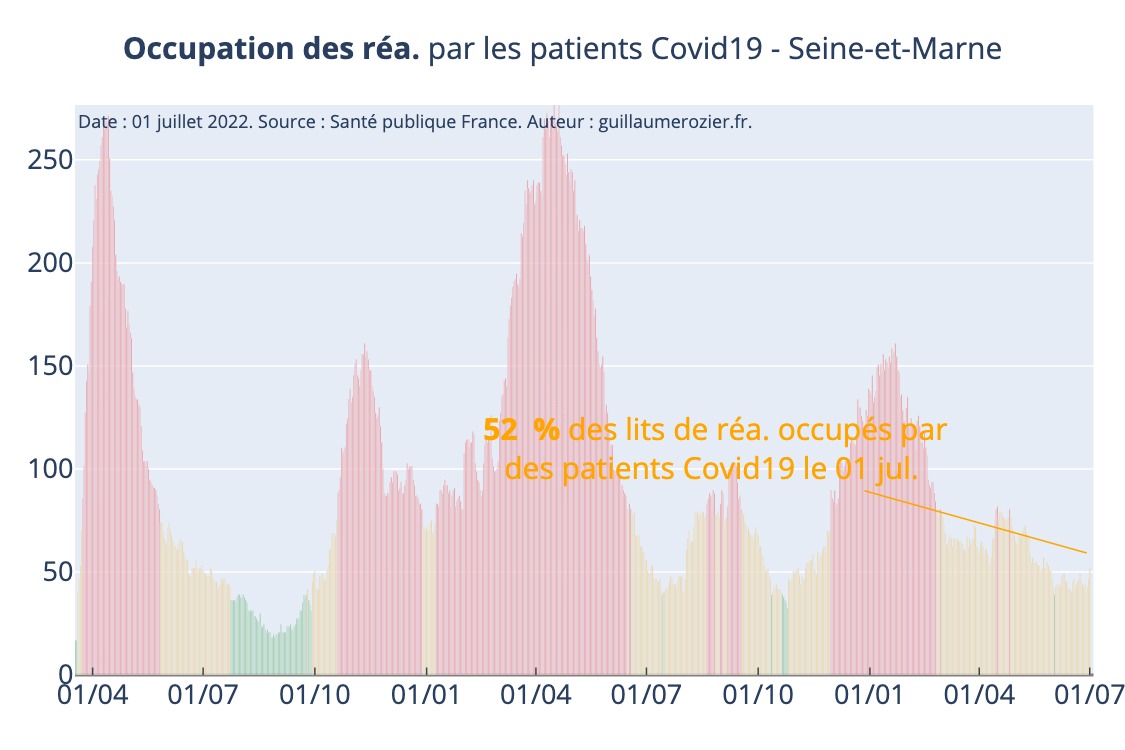 Occupation des réa. par les patients Covid19 - Seine-et-Marne
Date : 01 juillet 2022. Source : Santé publique France. Auteur : guillaumerozier.fr.
250
200
150
52 % des lits de réa. occupés par
des patients Covid19 le 01 jul.
100
50
0
01/04 01/07 01/10 01/01 01/04 01/07 01/10 01/01 01/04 01/07